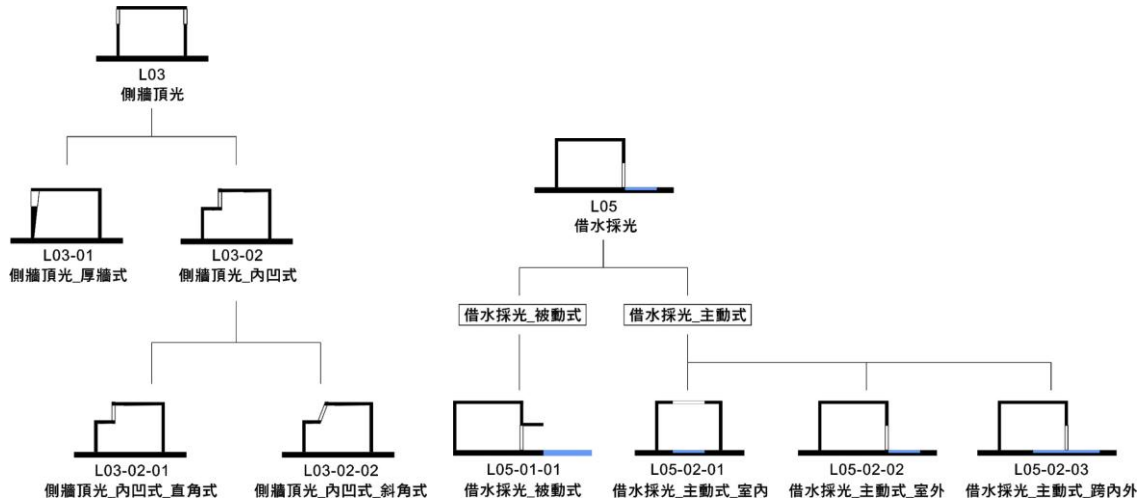 L03
側牆頂光
L03-01
側牆頂光_厚牆式
L03-02
側牆頂光_內凹式
L03-02-01
側牆頂光_內凹式_直角式
L03-02-02
側牆頂光_內凹式_斜角式
L05
借水採光
借水採光_被動式
借水採光_主動式
L05-01-01
借水採光_被動式
L05-02-01
借水採光_主動式_室內
L05-02-02
借水採光_主動式_室外
L05-02-03
借水採光_主動式_跨內外